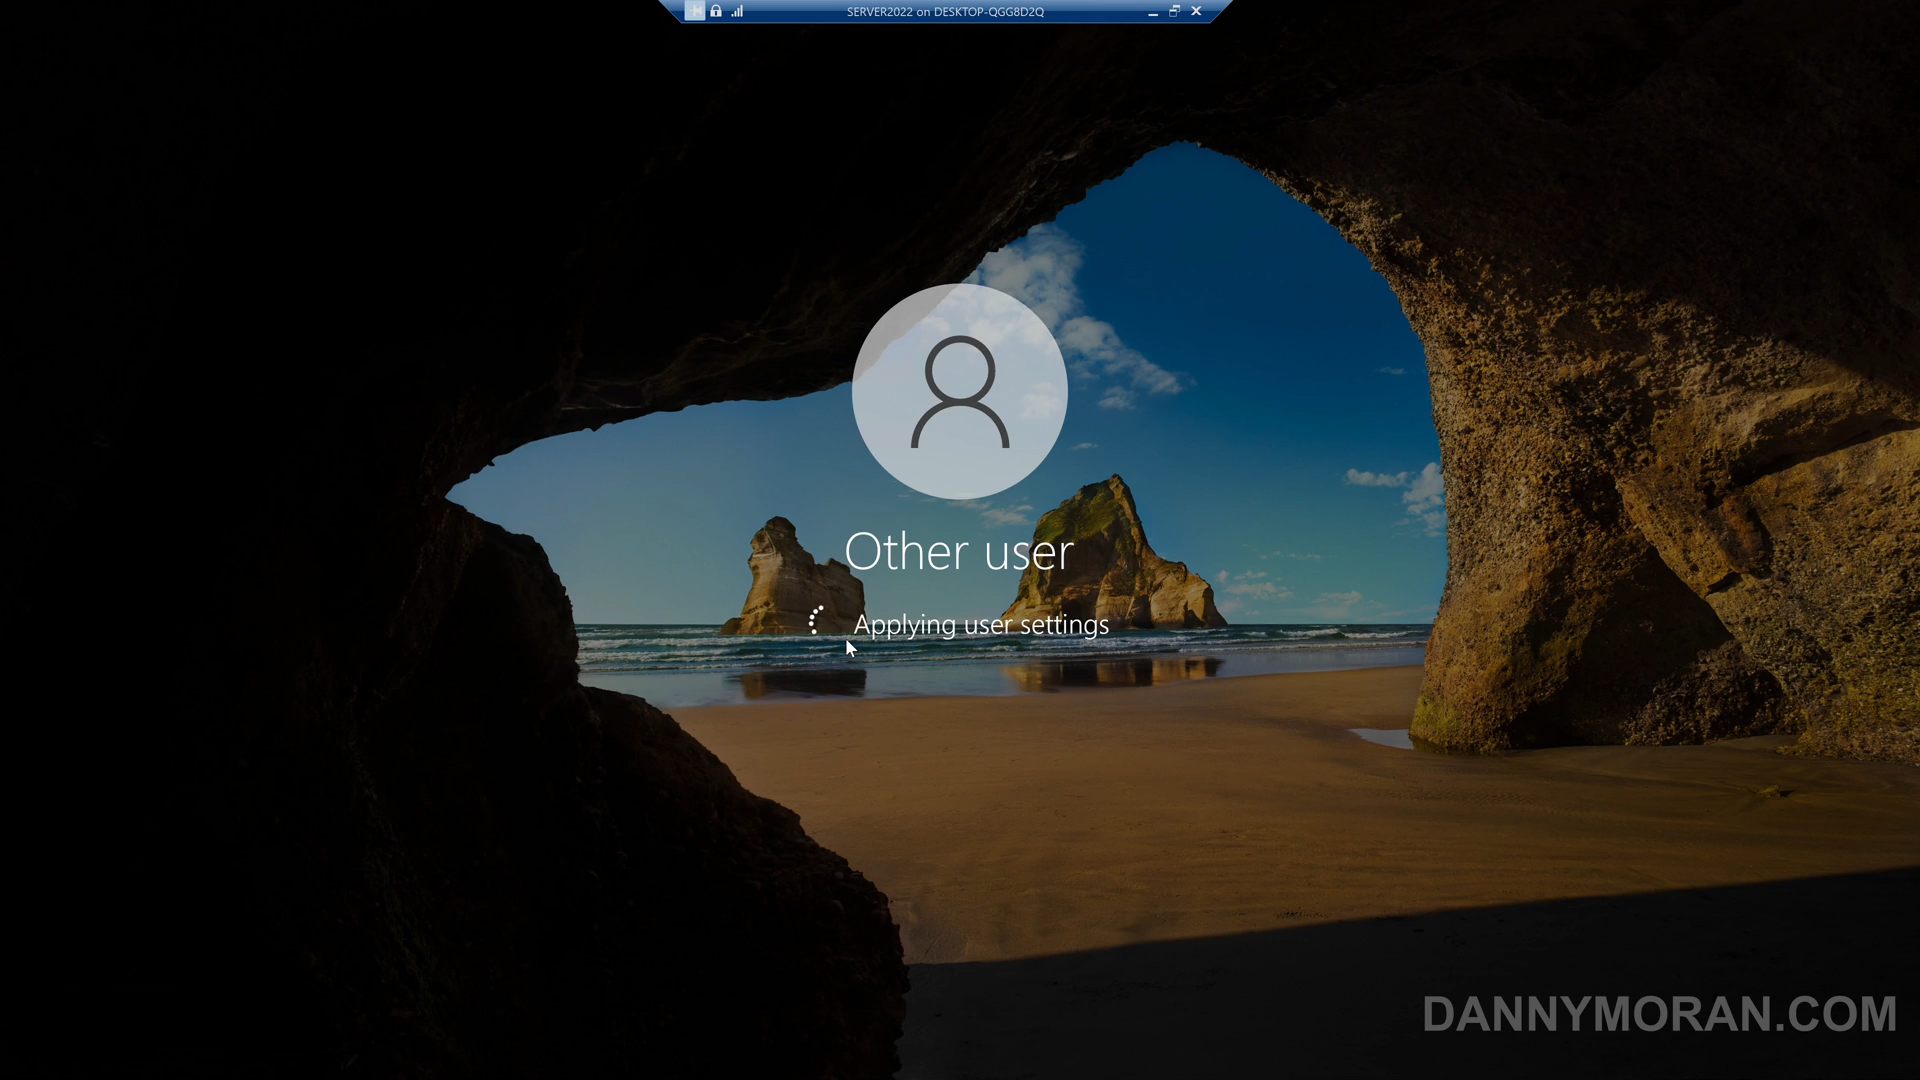 SERVER2022 on DESKTOP-QGG8D2Q
Other user
Applying user settings
DANNYMORAN.COM